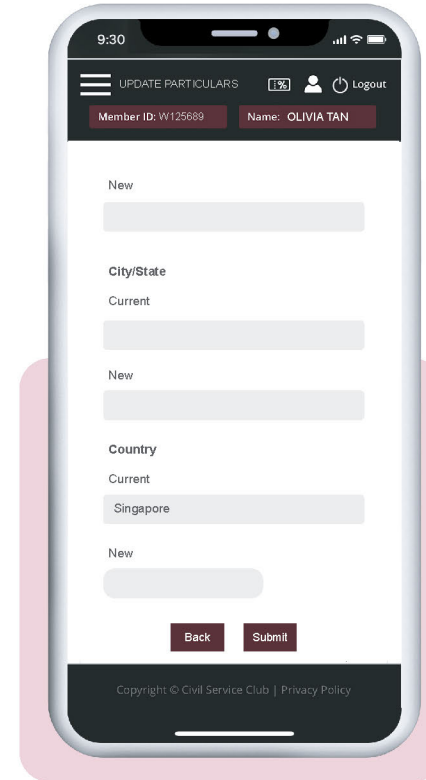 9:30
UPDATE PARTICULARS % Logout
Member ID: W125689 Name: OLIVIA TAN
New
City/State
Current
New
Country
Current
Singapore
New
Back Submit
Copyright © Civil Service Club | Privacy Policy